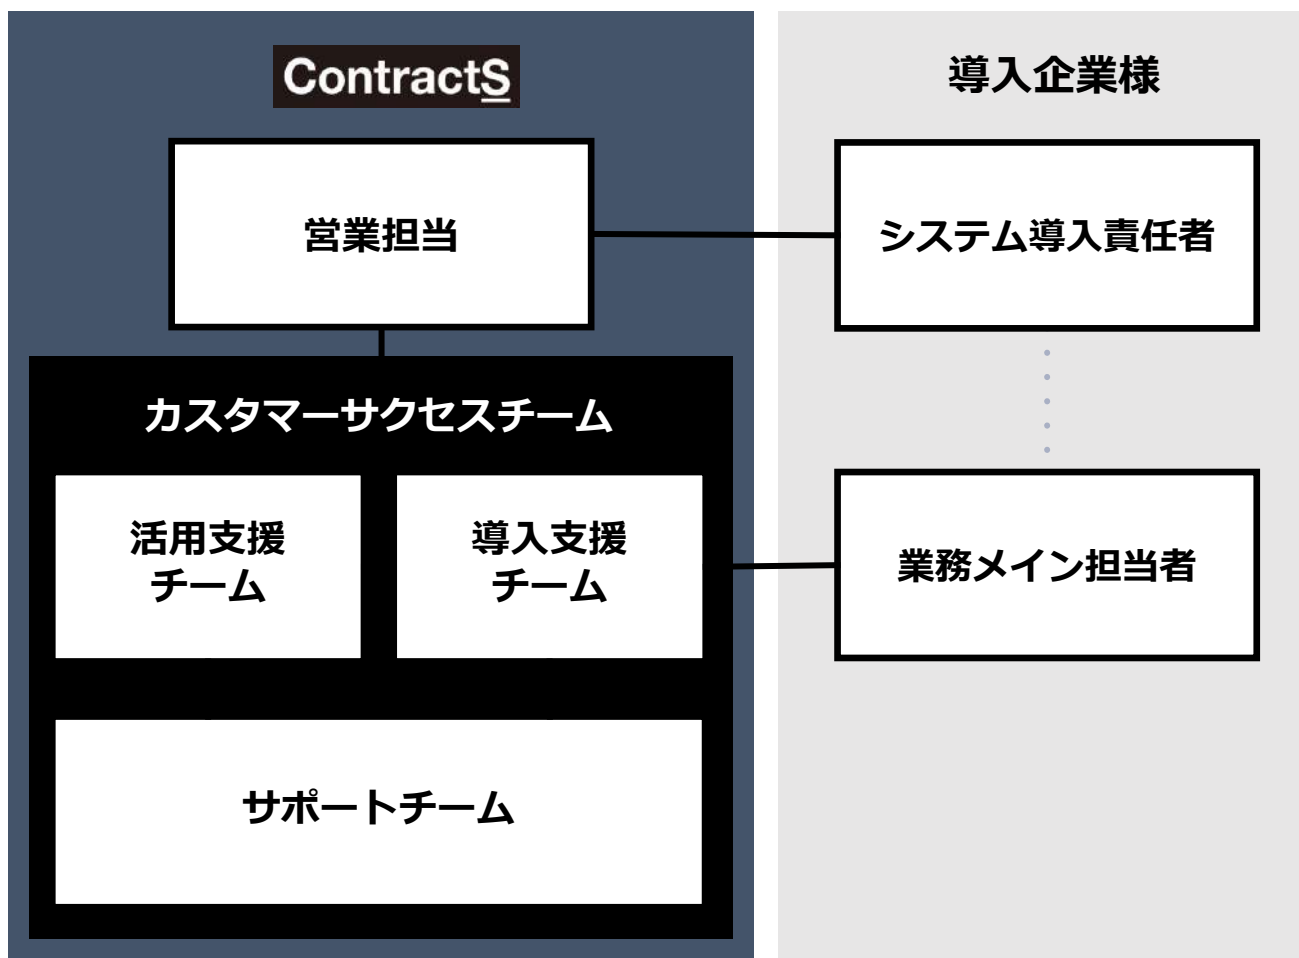 ContractS
導入企業様
営業担当
システム導入責任者
カスタマーサクセスチーム
活用支援
チーム
導入支援
チーム
業務メイン担当者
サポートチーム